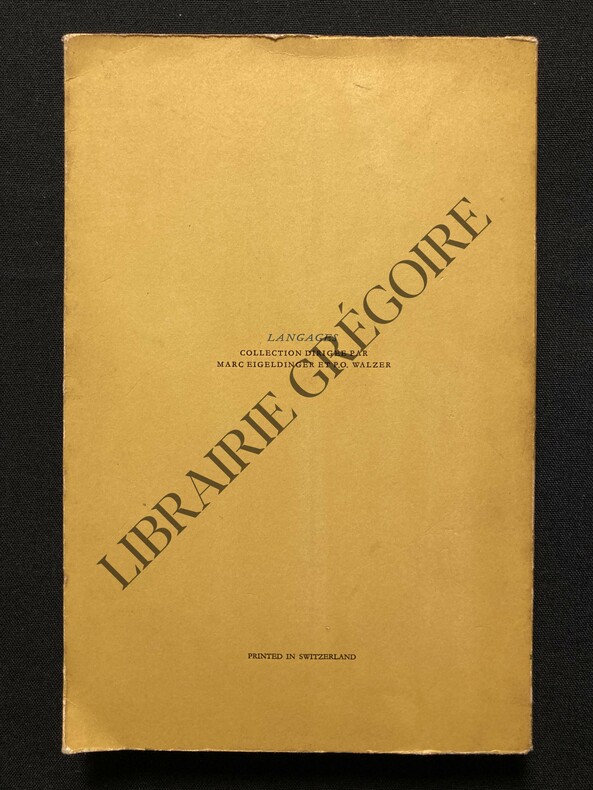 LANGAGES
COLLECTION DIRIGÉE PAR
MARC EIGELDINGER ET P.O. WALZER
LIBRAIRIE GRÉGOIRE
PRINTED IN SWITZERLAND